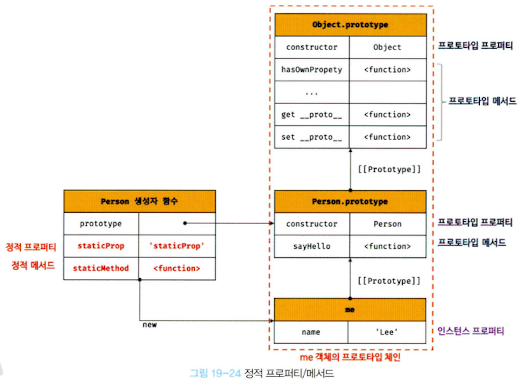 Object.prototype
constructor Object 프로토타입 프로퍼티
hasOwnPropety <function>
...
프로토타입 메서드
get __proto__ <function>
set __proto__ <function>
[[Prototype]]
Person 생성자 함수 Person.prototype
prototype constructor Person 프로토타입 프로퍼티
정적 프로퍼티 staticProp 'staticProp' sayHello <function> 프로토타입 메서드
정적 메서드 staticMethod <function>
[[Prototype]]
me
new
name 'Lee' 인스턴스 프로퍼티
me 객체의 프로토타입 체인
그림 19-24 정적 프로퍼티/메서드